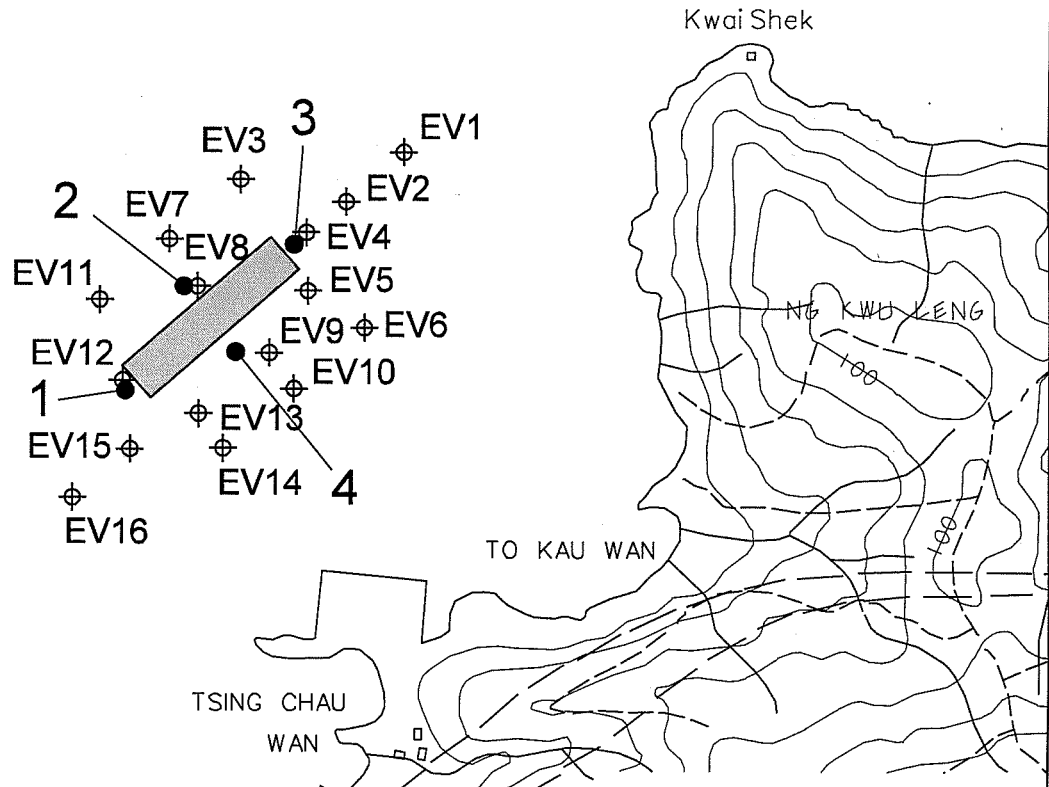 Kwai Shek
3
EV1
EV3
EV2
2
EV7
EV4
EV8
EV11
EV5
NG KWU LENG
EV6
EV9
EV12
100
EV10
1
EV13
EV15
EV14
4
EV16
100
TO KAU WAN
TSING CHAU
WAN